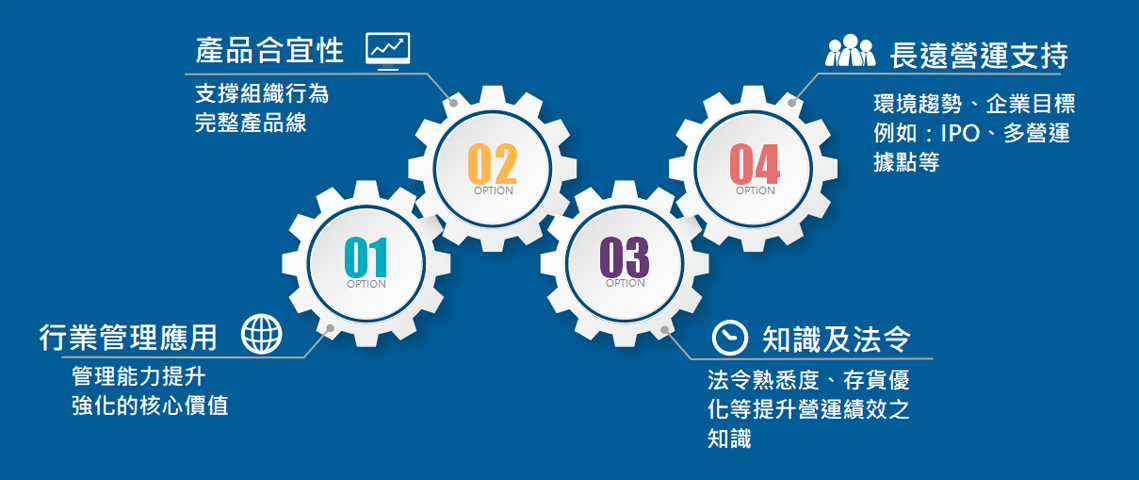 產品合宜性
支撐組織行為
完整產品線
長遠營運支持
環境趨勢、企業目標
例如：IPO、多營運
據點等
02
OPTION
04
OPTION
01
OPTION
03
OPTION
行業管理應用
管理能力提升
強化的核心價值
知識及法令
法令熟悉度、存貨優
化等提升營運績效之
知識